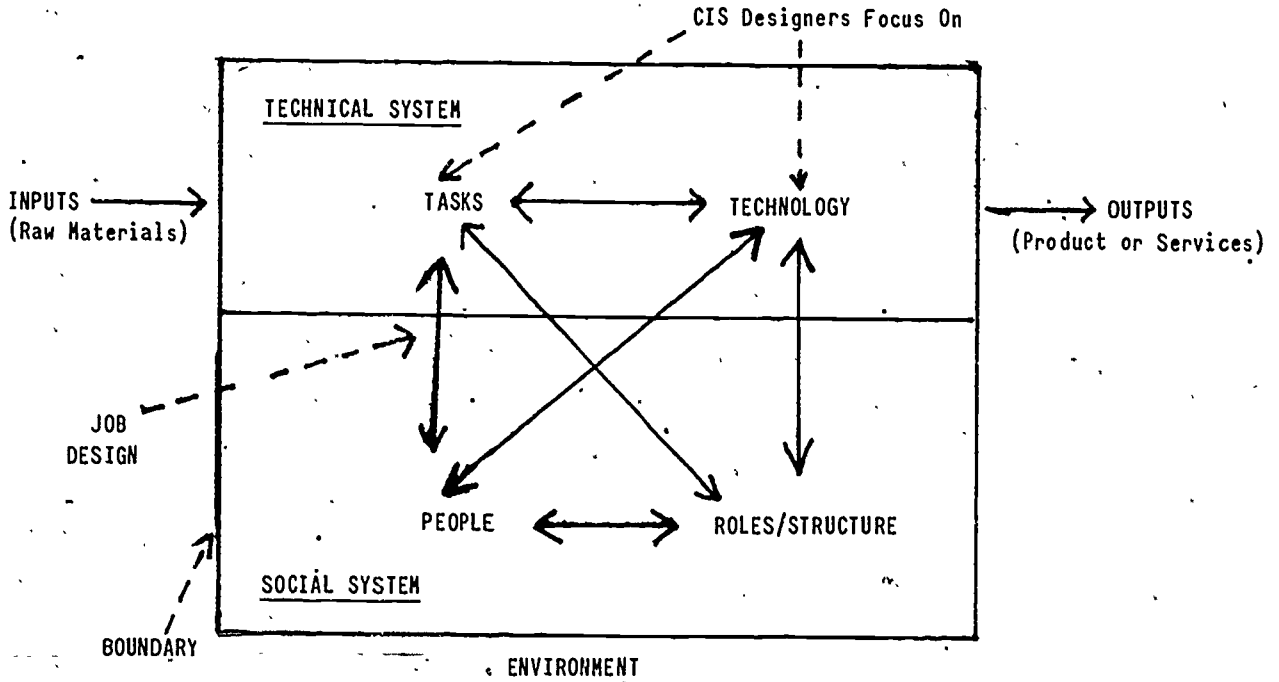 CIS Designers Focus On
TECHNICAL SYSTEM
INPUTS
(Raw Materials)
TASKS
TECHNOLOGY
OUTPUTS
(Product or Services)
JOB
DESIGN
PEOPLE
ROLES/STRUCTURE
SOCIAL SYSTEM
BOUNDARY
ENVIRONMENT